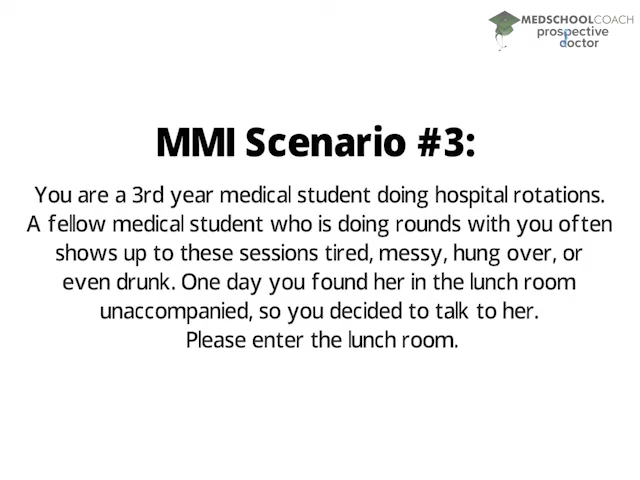 MEDSCHOOLCOACH
prospective
doctor
MMI Scenario #3:
You are a 3rd year medical student doing hospital rotations.
A fellow medical student who is doing rounds with you often
shows up to these sessions tired, messy, hung over, or
even drunk. One day you found her in the lunch room
unaccompanied, so you decided to talk to her.
Please enter the lunch room.